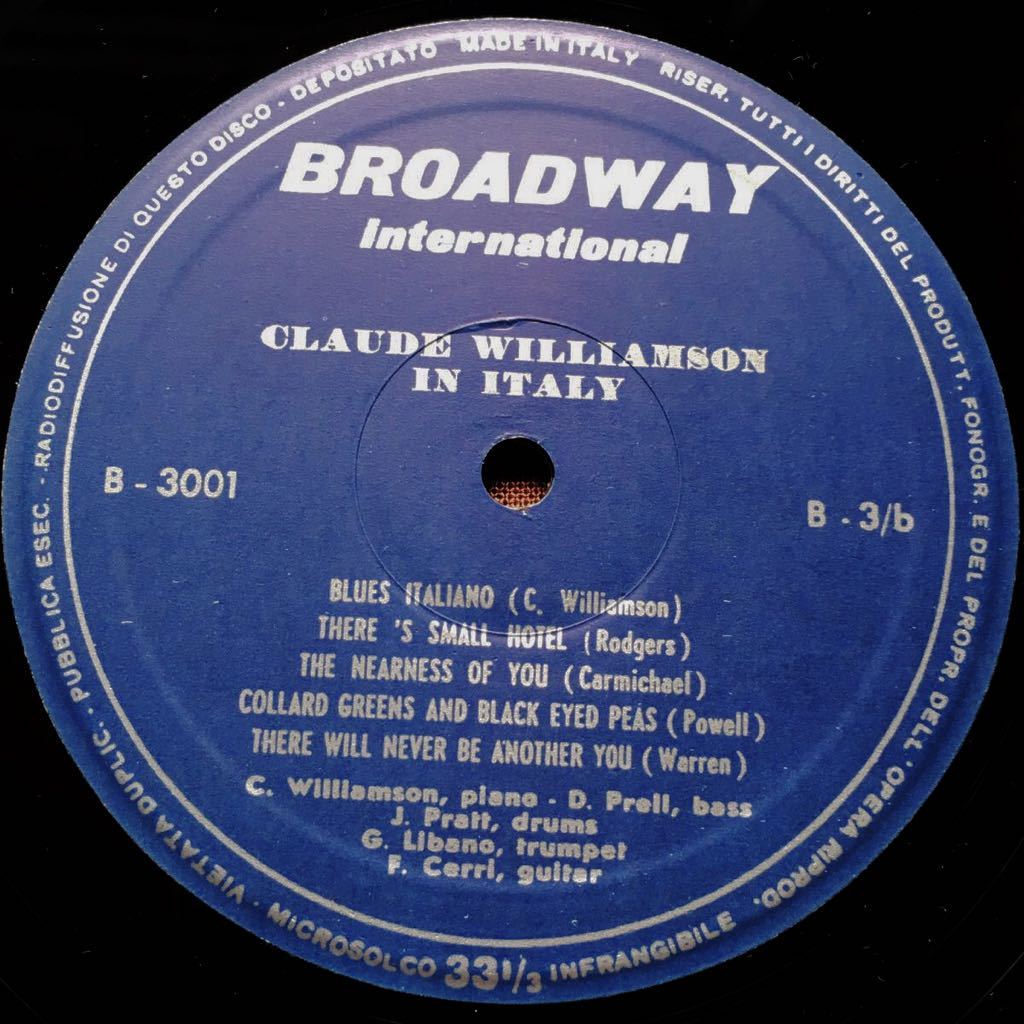 BROADWAY
international
CLAUDE WILLIAMSON
IN ITALY
B - 3001
B - 3/b
BLUES ITALIANO (C. Williamson)
THERE 'S SMALL HOTEL (Rodgers)
THE NEARNESS OF YOU (Carmichael)
COLLARD GREENS AND BLACK EYED PEAS (Powell)
THERE WILL NEVER BE ANOTHER YOU (Warren)
C. Williamson, piano - D. Prell, bass
J. Pratt, drums
G. Libano, trumpet
F. Cerri, guitar
MADE IN ITALY RISER. TUTTI I DIRITTI DEL PRODUTT. FONOGR. E DEL PROPR. DELL'OPERA RIPROD. INFRANGIBILE 33 1/3 MICROSOLCO · VIETATA DUPLIC. · PUBBLICA ESEC. - RADIODIFFUSIONE DI QUESTO DISCO - DEPOSITATO